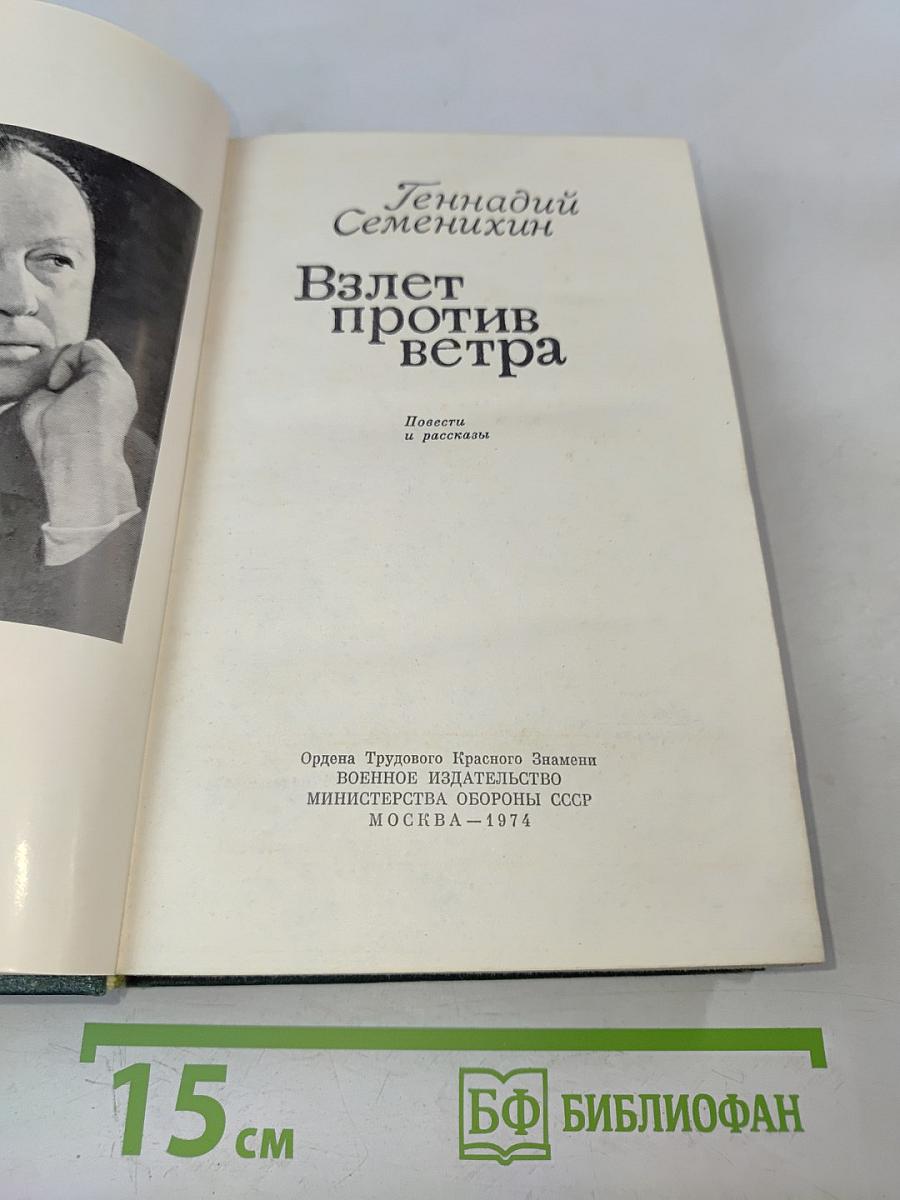 Геннадий
Семенихин
Взлет
против
ветра
Повести
и рассказы
Ордена Трудового Красного Знамени
ВОЕННОЕ ИЗДАТЕЛЬСТВО
МИНИСТЕРСТВА ОБОРОНЫ СССР
МОСКВА — 1974
15 см
БФ БИБЛИОФАН